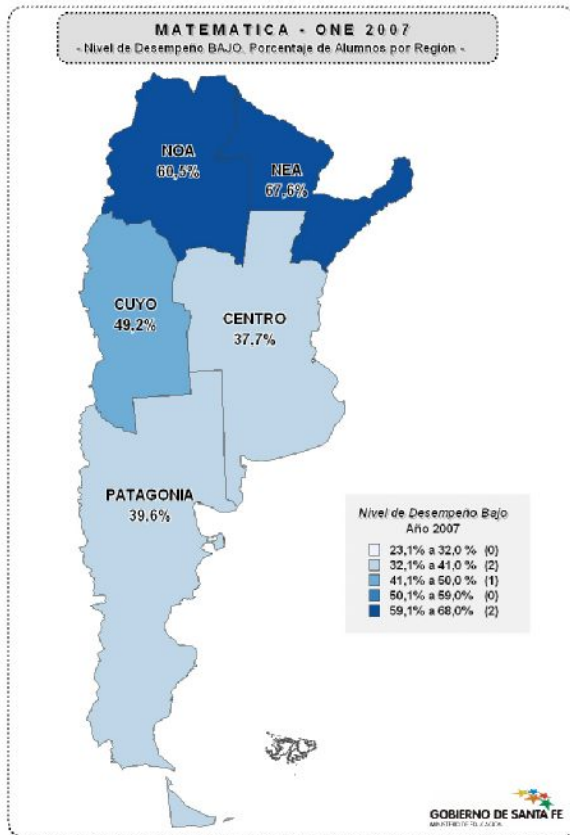 MATEMATICA - ONE 2007
- Nivel de Desempeño BAJO. Porcentaje de Alumnos por Región -
NOA
60,5%
NEA
67,6%
CUYO
49,2%
CENTRO
37,7%
PATAGONIA
39.6%
Nivel de Desempeño Bajo
Año 2007
23,1% a 32,0 % (0)
32,1% a 41,0 % (2)
41,1% a 50,0 % (1)
50,1% a 59,0% (0)
59,1% a 68,0% (2)
GOBIERNO DE SANTA FE
MINISTERIO DE EDUCACION